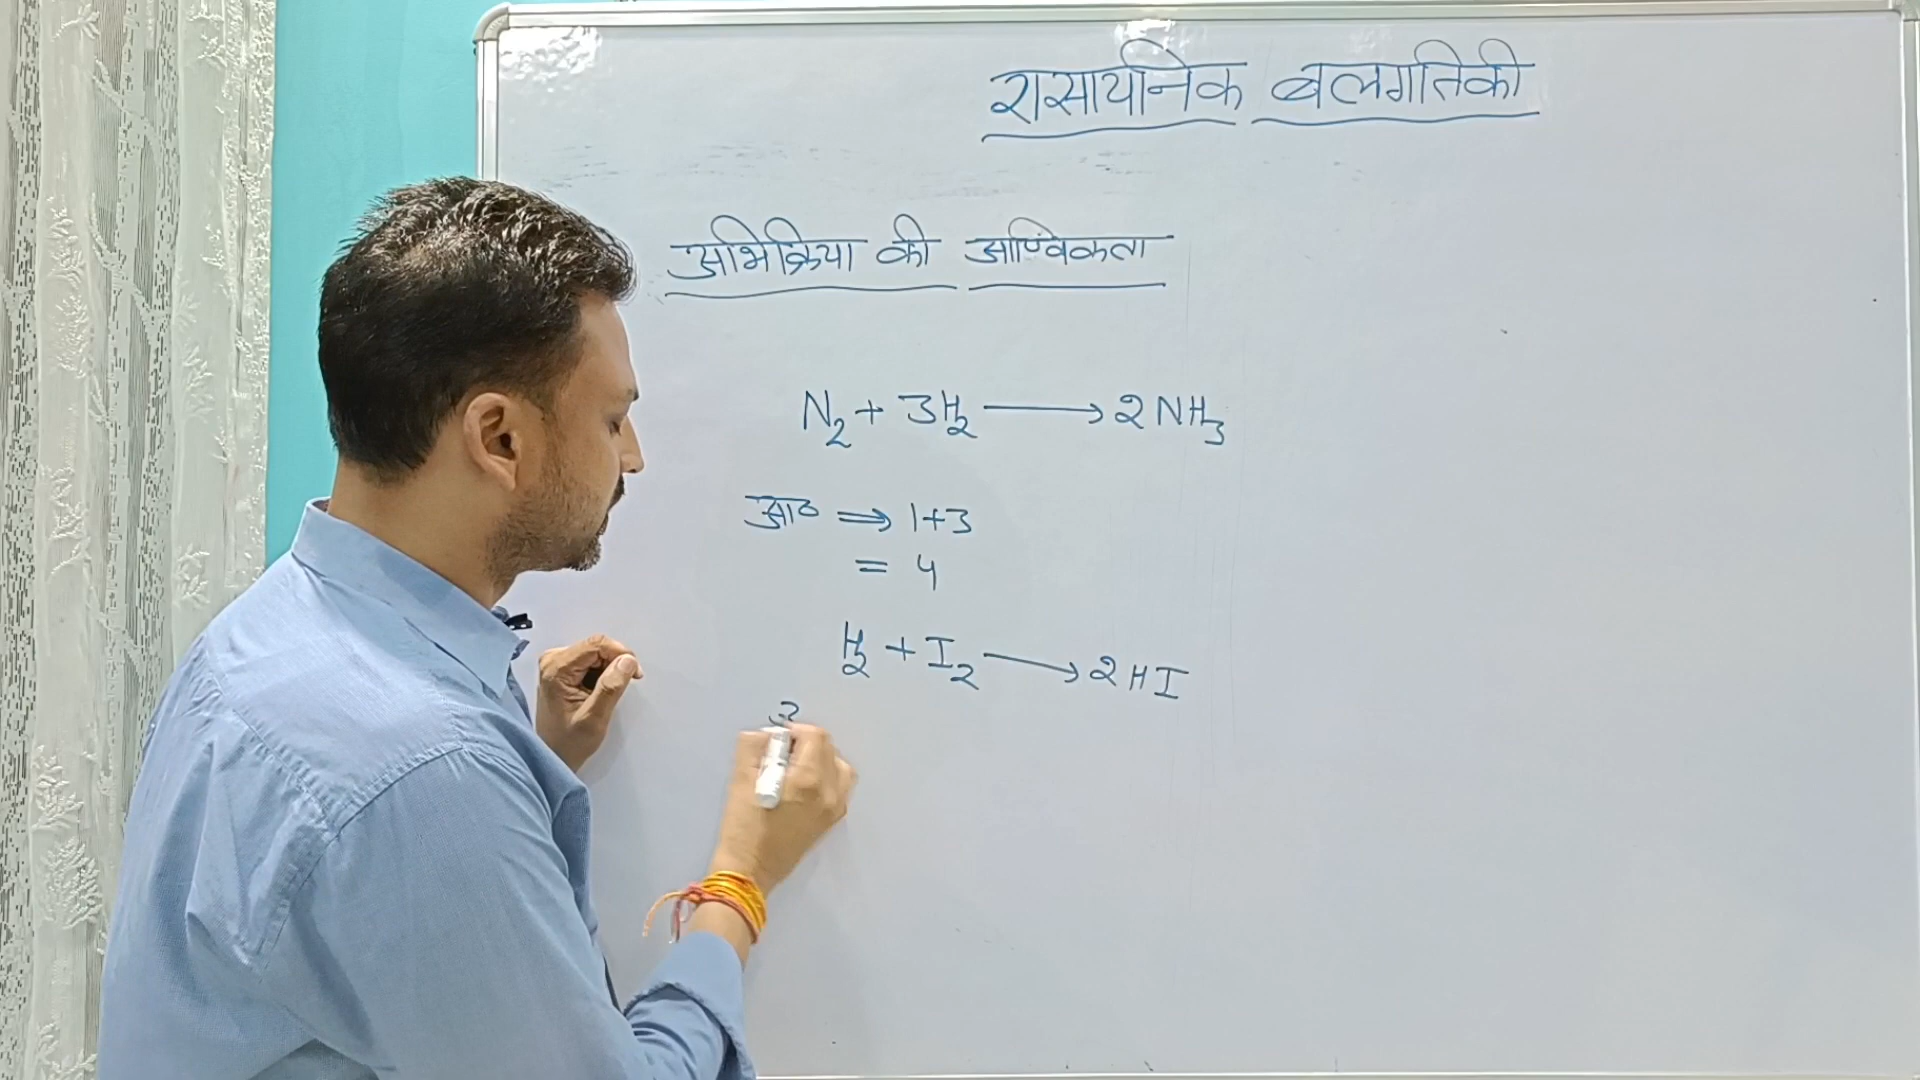 रासायनिक बलगतिकी
अभिक्रिया की आण्विकता
N₂ + 3H₂ ⟶ 2NH₃
आ० ⇒ 1+3
= 4
H₂ + I₂ ⟶ 2HI